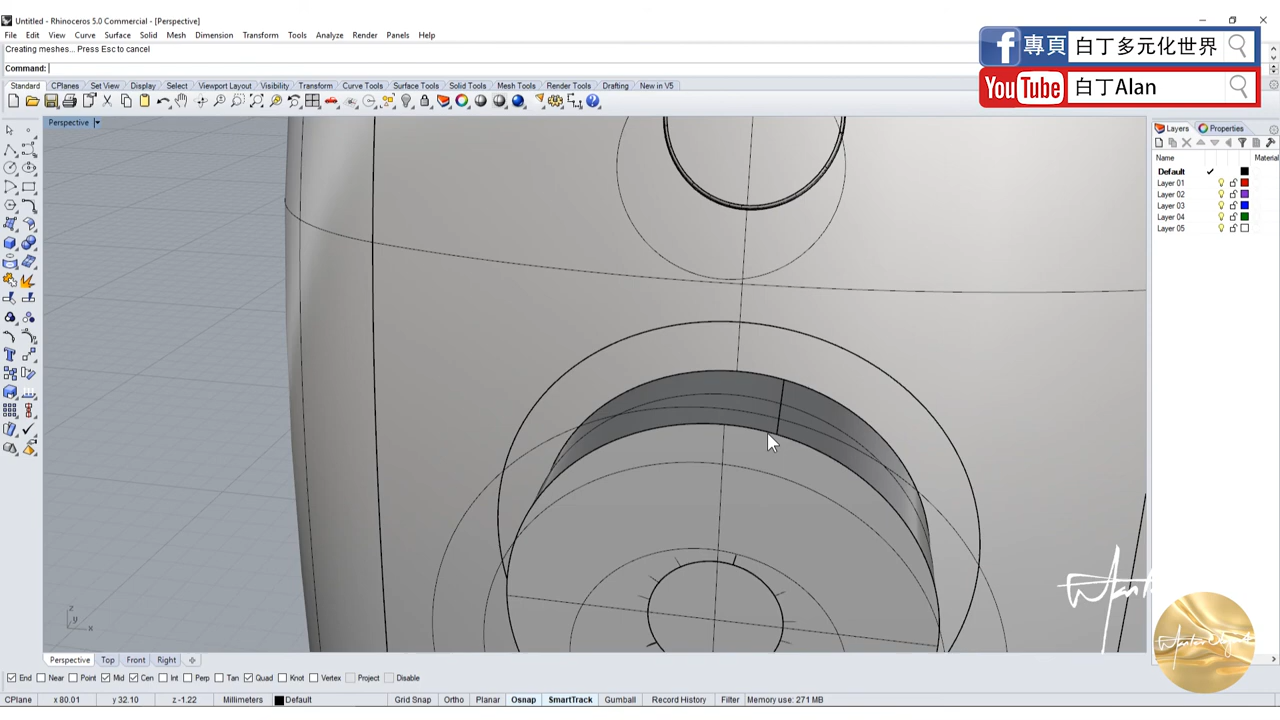 Untitled - Rhinoceros 5.0 Commercial - [Perspective]
File Edit View Curve Surface Solid Mesh Dimension Transform Tools Analyze Render Panels Help
Creating meshes... Press Esc to cancel
Command:
專頁 白丁多元化世界
YouTube 白丁Alan
Standard CPlanes Set View Display Select Viewport Layout Visibility Transform Curve Tools Surface Tools Solid Tools Mesh Tools Render Tools Drafting New in V5
Perspective
Layers Properties
Name Material
Default
Layer 01
Layer 02
Layer 03
Layer 04
Layer 05
z
y
x
Perspective Top Front Right
End Near Point Mid Cen Int Perp Tan Quad Knot Vertex Project Disable
CPlane x 80.01 y 32.10 z -1.22 Millimeters Default Grid Snap Ortho Planar Osnap SmartTrack Gumball Record History Filter Memory use: 271 MB